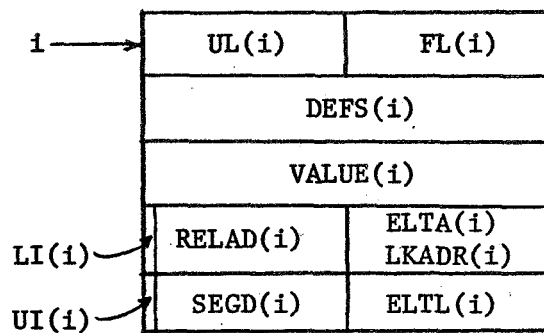 i UL(i) FL(i)
DEFS(i)
VALUE(i)
LI(i) RELAD(i) ELTA(i)
LKADR(i)
UI(i) SEGD(i) ELTL(i)